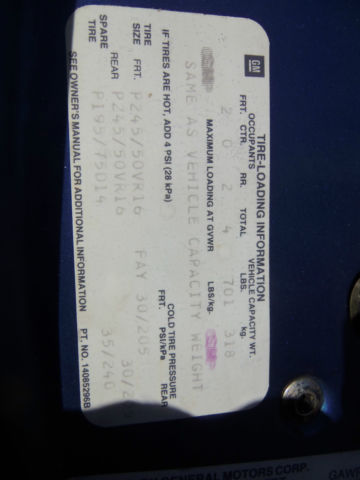 GM
TIRE-LOADING INFORMATION
OCCUPANTS VEHICLE CAPACITY WT.
FRT. CTR. RR. TOTAL LBS. kg.
2 0 2 4 701 318
MAXIMUM LOADING AT GVWR LBS/kg.
SAME AS VEHICLE CAPACITY WEIGHT
IF TIRES ARE HOT, ADD 4 PSI (28 kPa)
TIRE SIZE COLD TIRE PRESSURE
FRT. REAR PSI/kPa
FRT. P245/50VR16 FAY 30/205
REAR P245/50VR16
SPARE TIRE P195/75D14 35/240
SEE OWNER'S MANUAL FOR ADDITIONAL INFORMATION PT. NO. 14085296B
GENERAL MOTORS CORP.